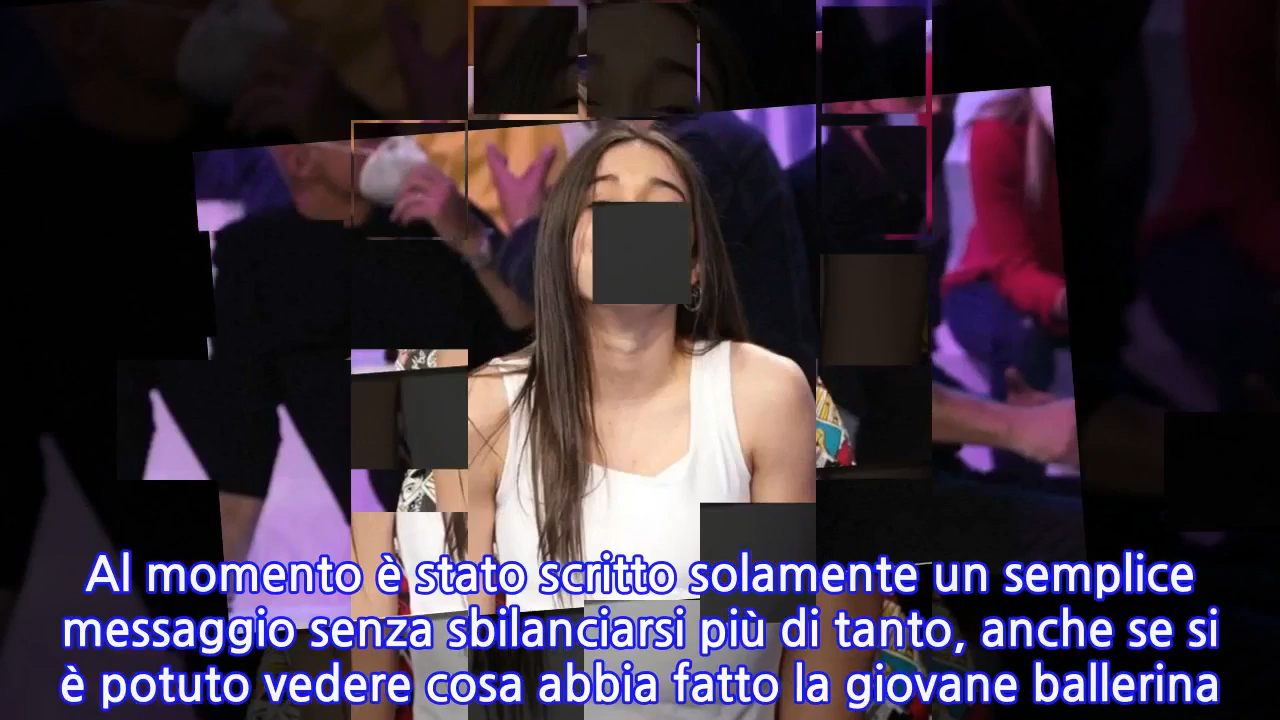 Al momento è stato scritto solamente un semplice
messaggio senza sbilanciarsi più di tanto, anche se si
è potuto vedere cosa abbia fatto la giovane ballerina